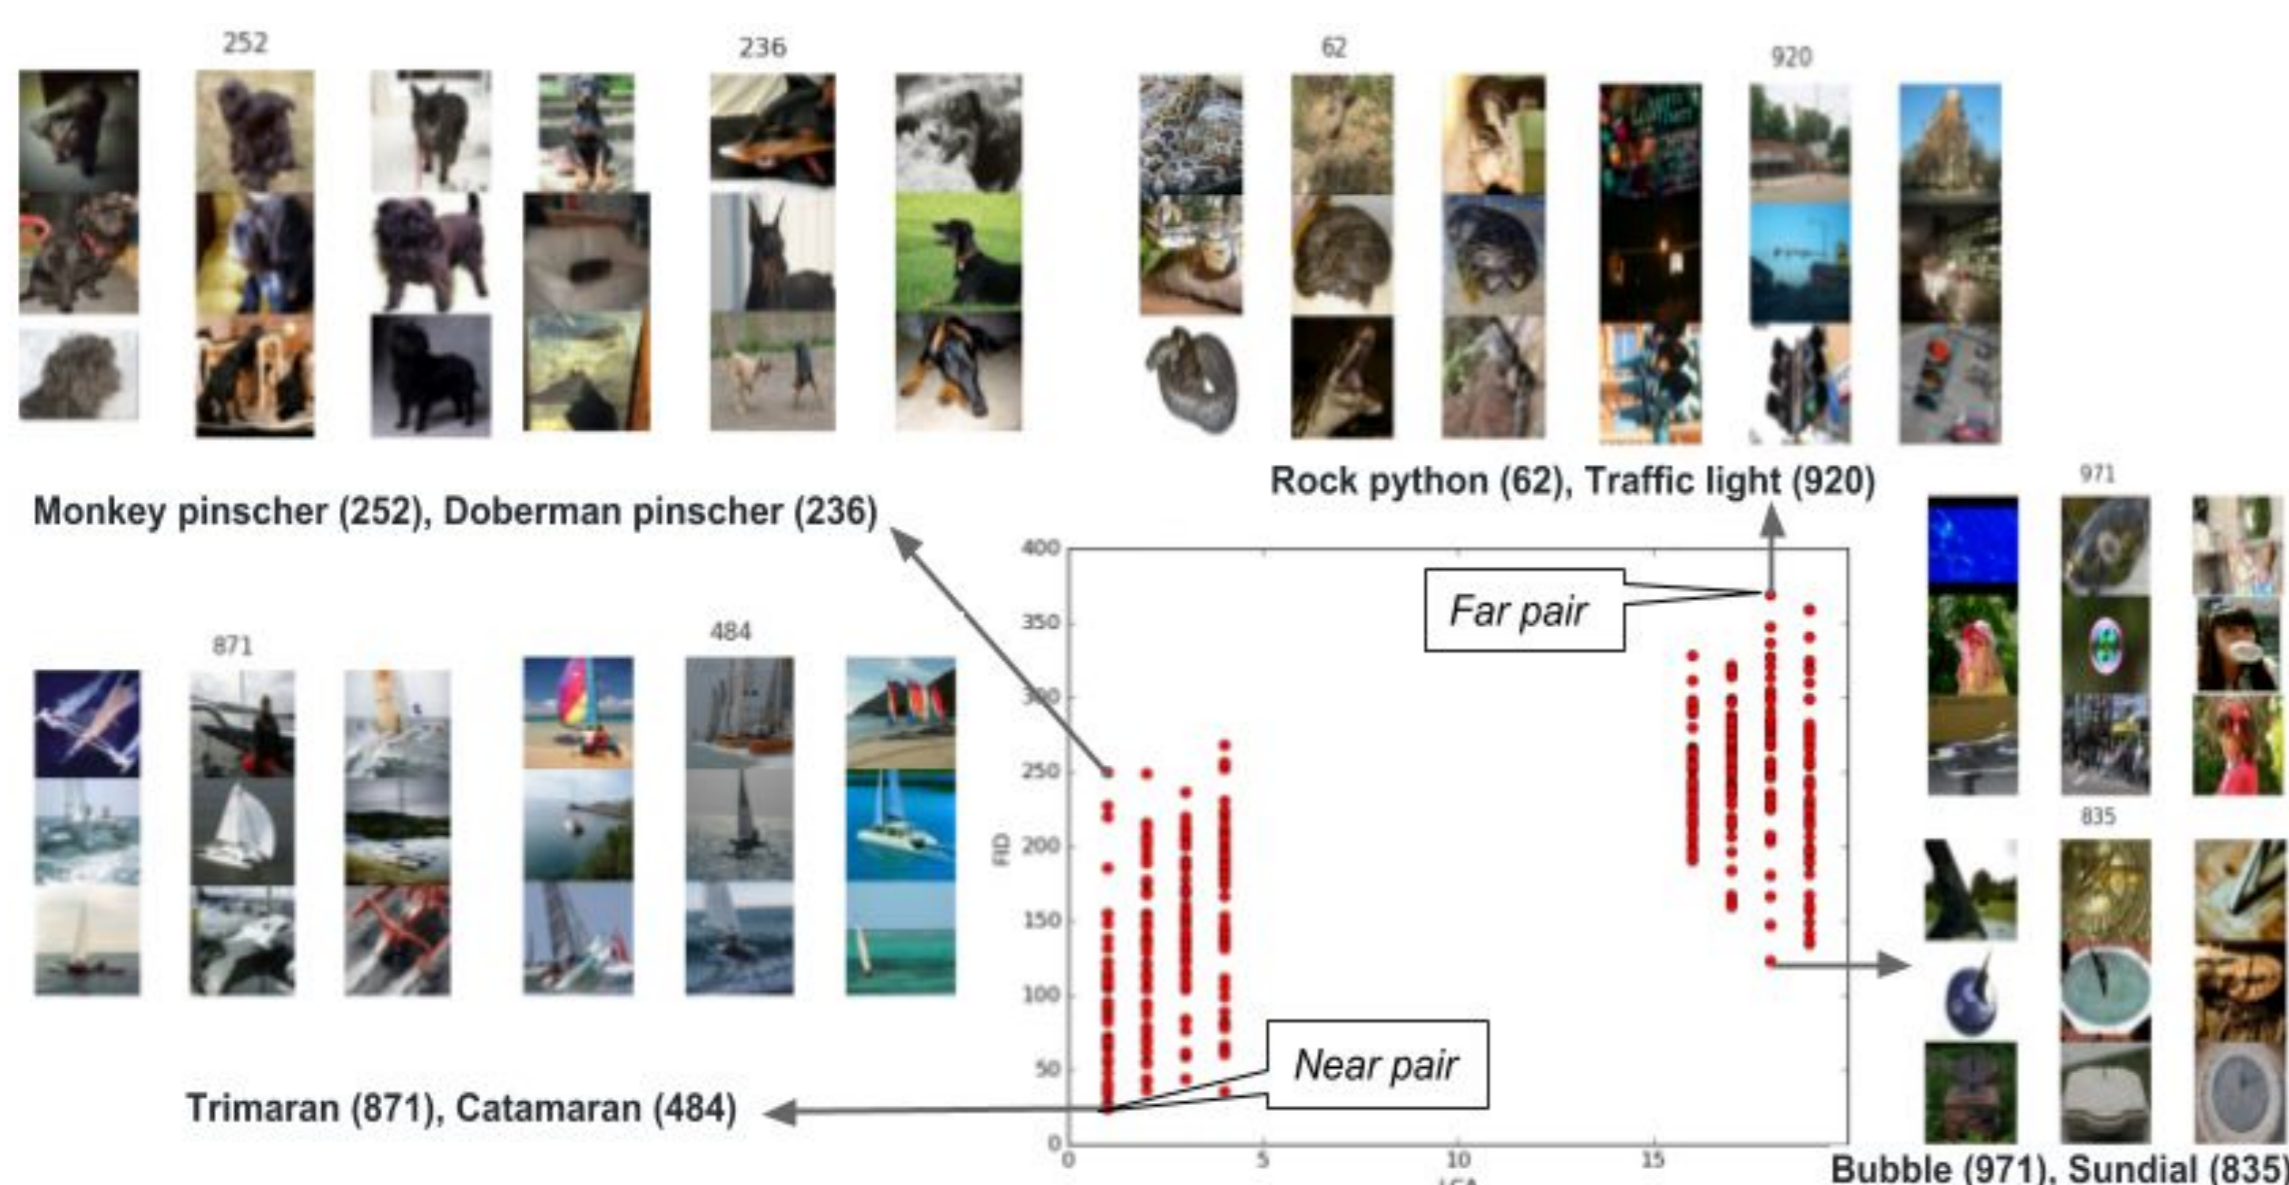 252
236
62
920
Monkey pinscher (252), Doberman pinscher (236)
Rock python (62), Traffic light (920)
971
871
484
835
Far pair
Near pair
Trimaran (871), Catamaran (484)
Bubble (971), Sundial (835)
FID
400
350
300
250
200
150
100
50
0
0
5
10
15
LCA